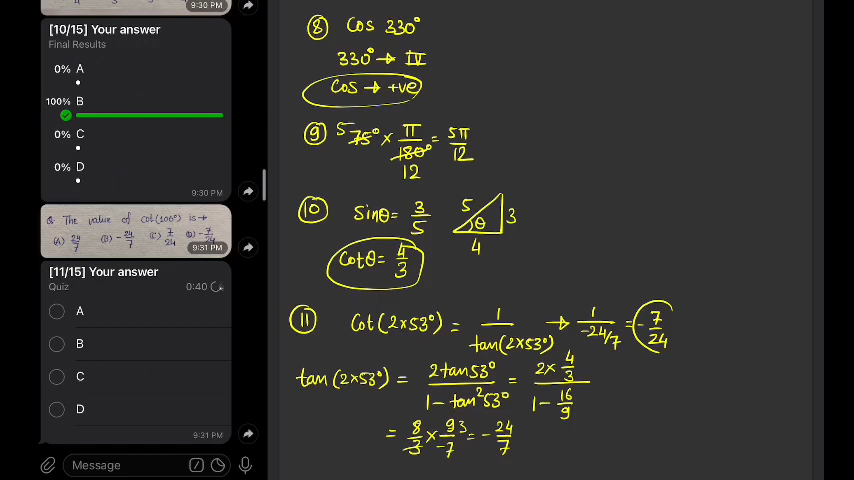 9:30 PM
[10/15] Your answer
Final Results
0% A
100% B
0% C
0% D
9:30 PM
Q. The value of cot(106°) is →
(A) 24/7 (B) -24/7 (C) 7/24 (D) -7/24
9:31 PM
[11/15] Your answer
Quiz 0:40
A
B
C
D
9:31 PM
Message
⑧ Cos 330°
330° → IV
Cos → +ve
⑨ 5 75° × π/180° = 5π/12
12
⑩ sinθ = 3/5 5 θ 3
4
Cotθ = 4/3
⑪ Cot(2×53°) = 1/tan(2×53°) → 1/-24/7 = -7/24
tan(2×53°) = 2tan53°/1-tan²53° = 2×4/3/1-16/9
= 8/3 × 9/-7 3 = -24/7